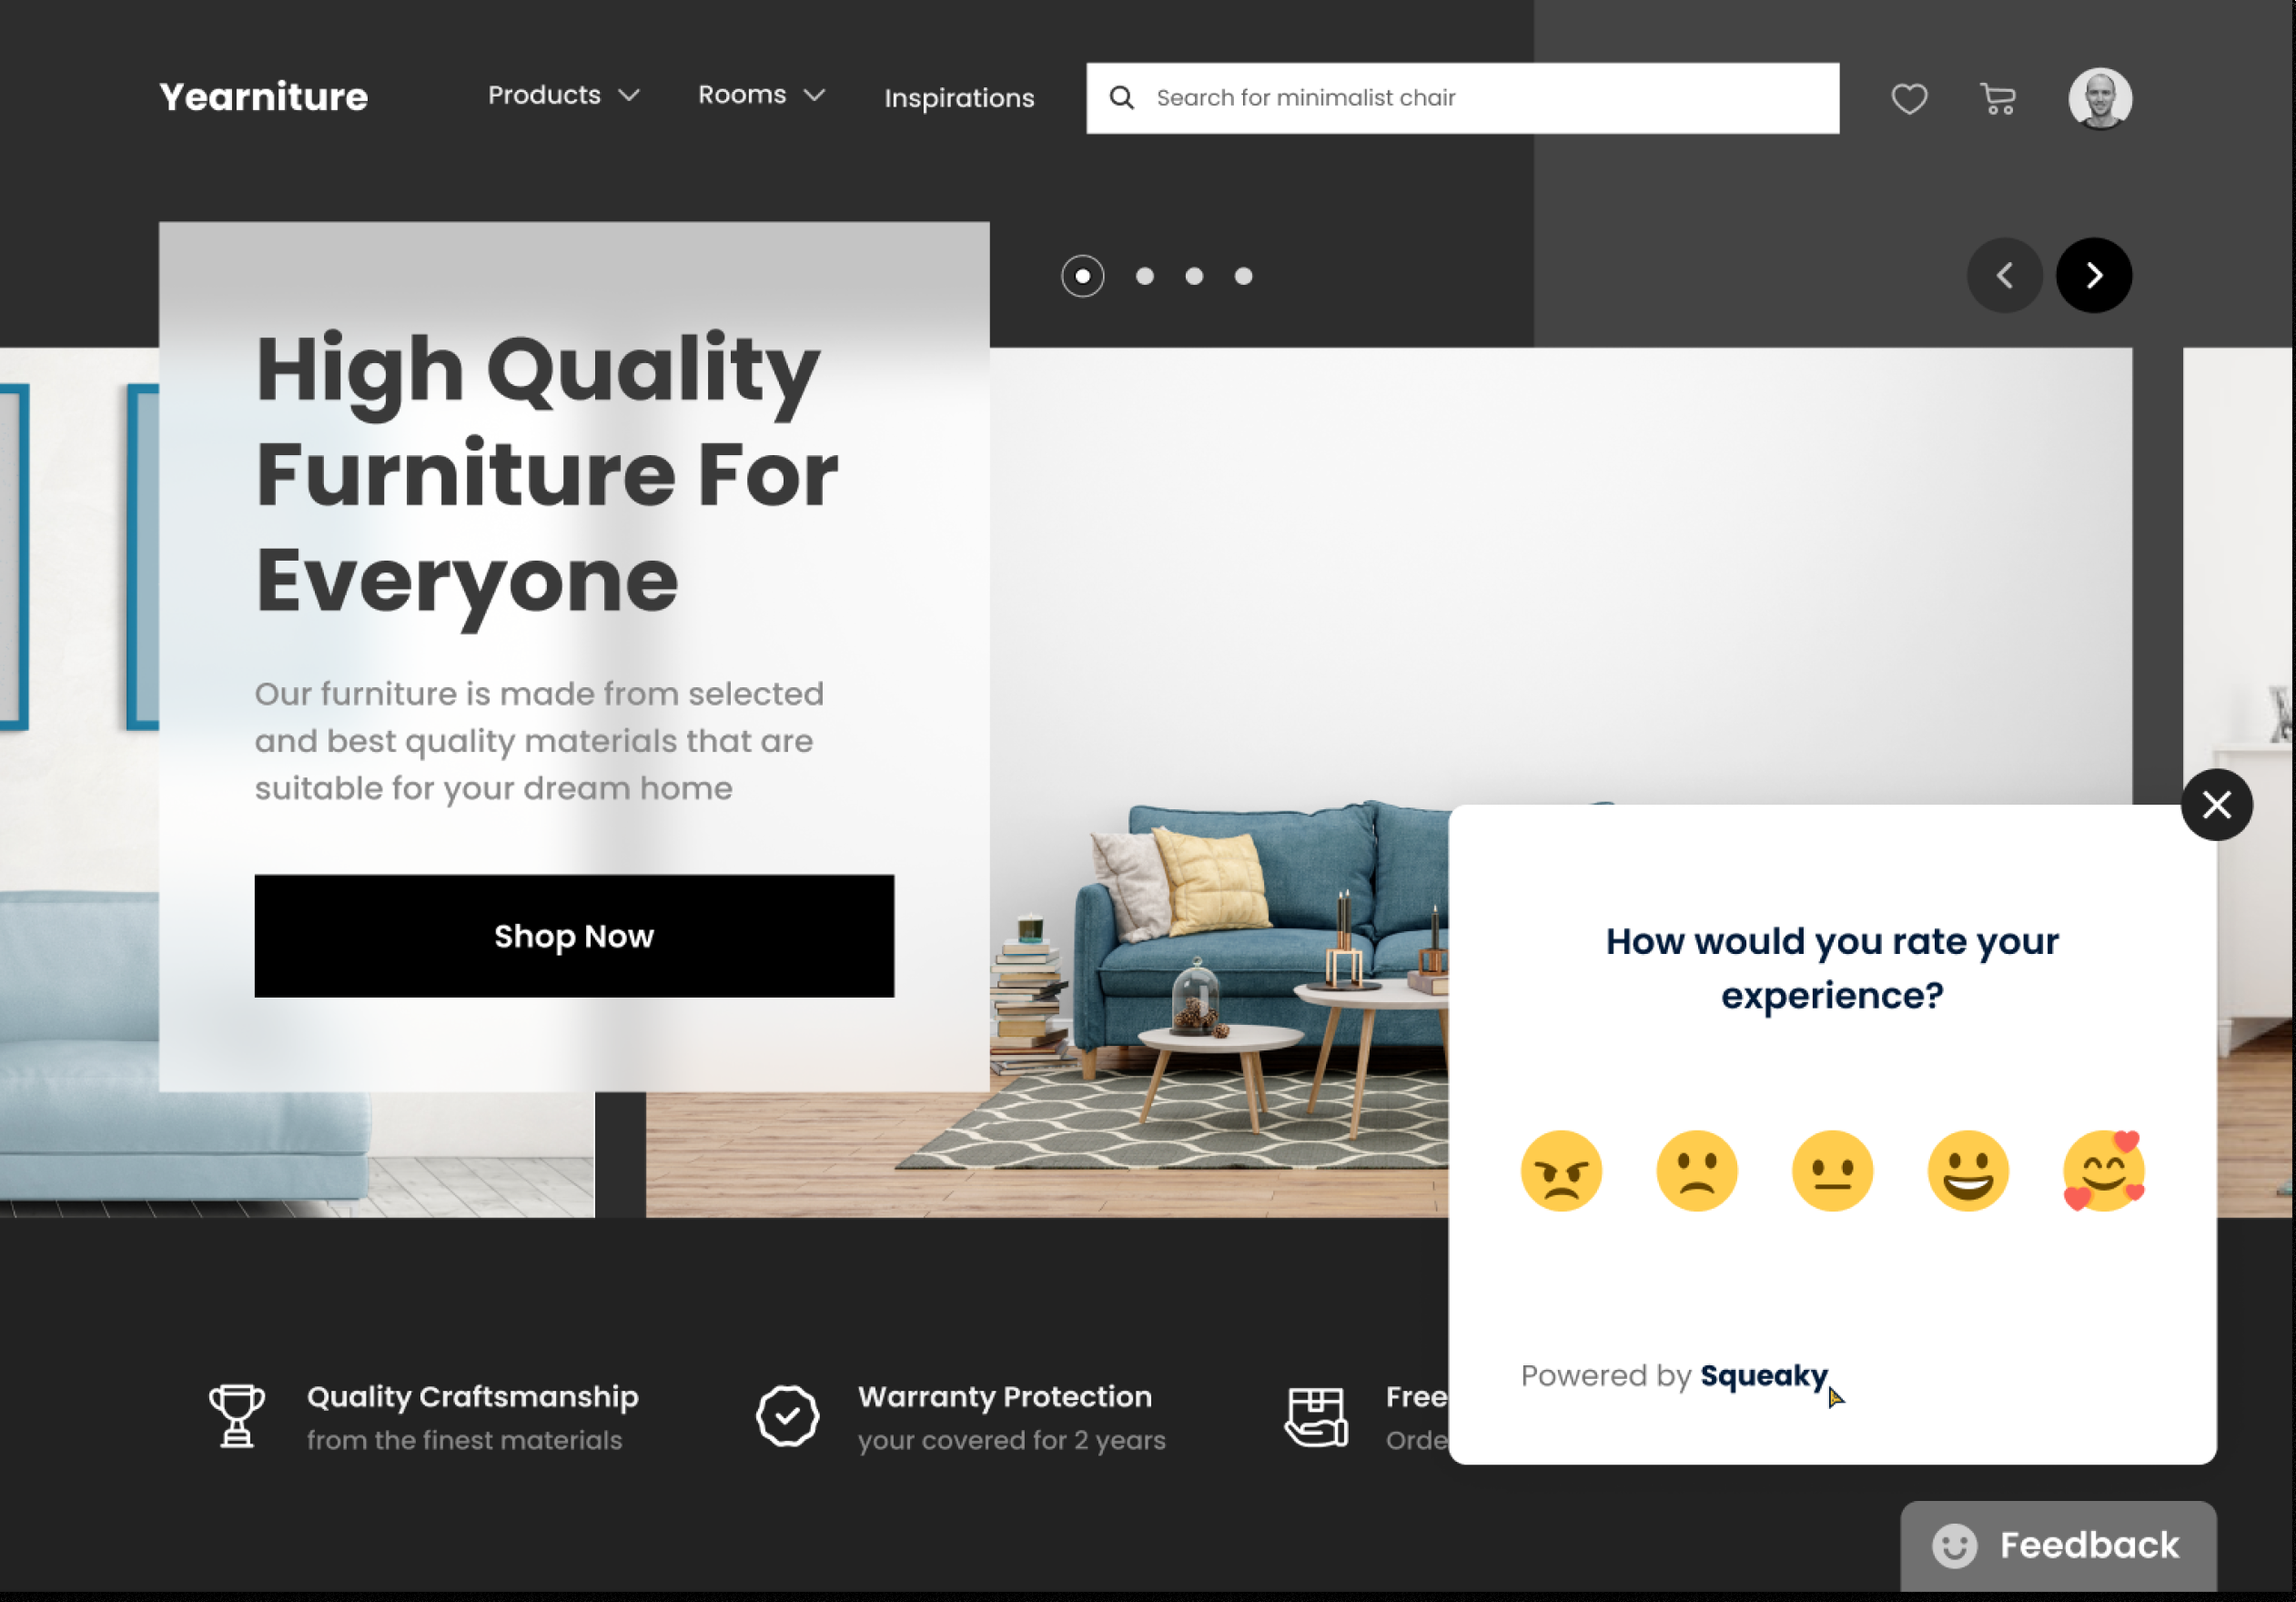 Yearniture
Products
Rooms
Inspirations
Search for minimalist chair
High Quality
Furniture For
Everyone
Our furniture is made from selected
and best quality materials that are
suitable for your dream home
Shop Now
How would you rate your
experience?
Powered by Squeaky
Quality Craftsmanship
from the finest materials
Warranty Protection
your covered for 2 years
Free
Orde
Feedback